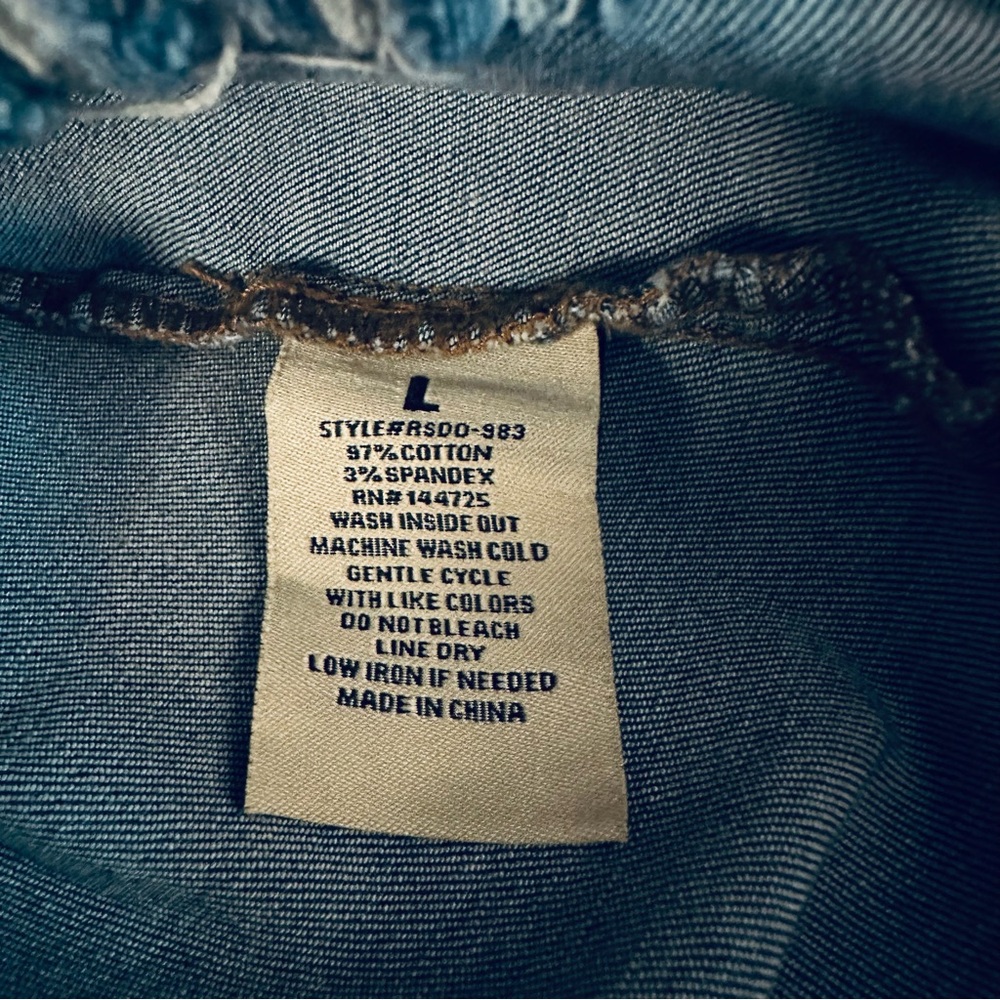 L
STYLE#RSDO-983
97%COTTON
3%SPANDEX
RN#144725
WASH INSIDE OUT
MACHINE WASH COLD
GENTLE CYCLE
WITH LIKE COLORS
DO NOT BLEACH
LINE DRY
LOW IRON IF NEEDED
MADE IN CHINA